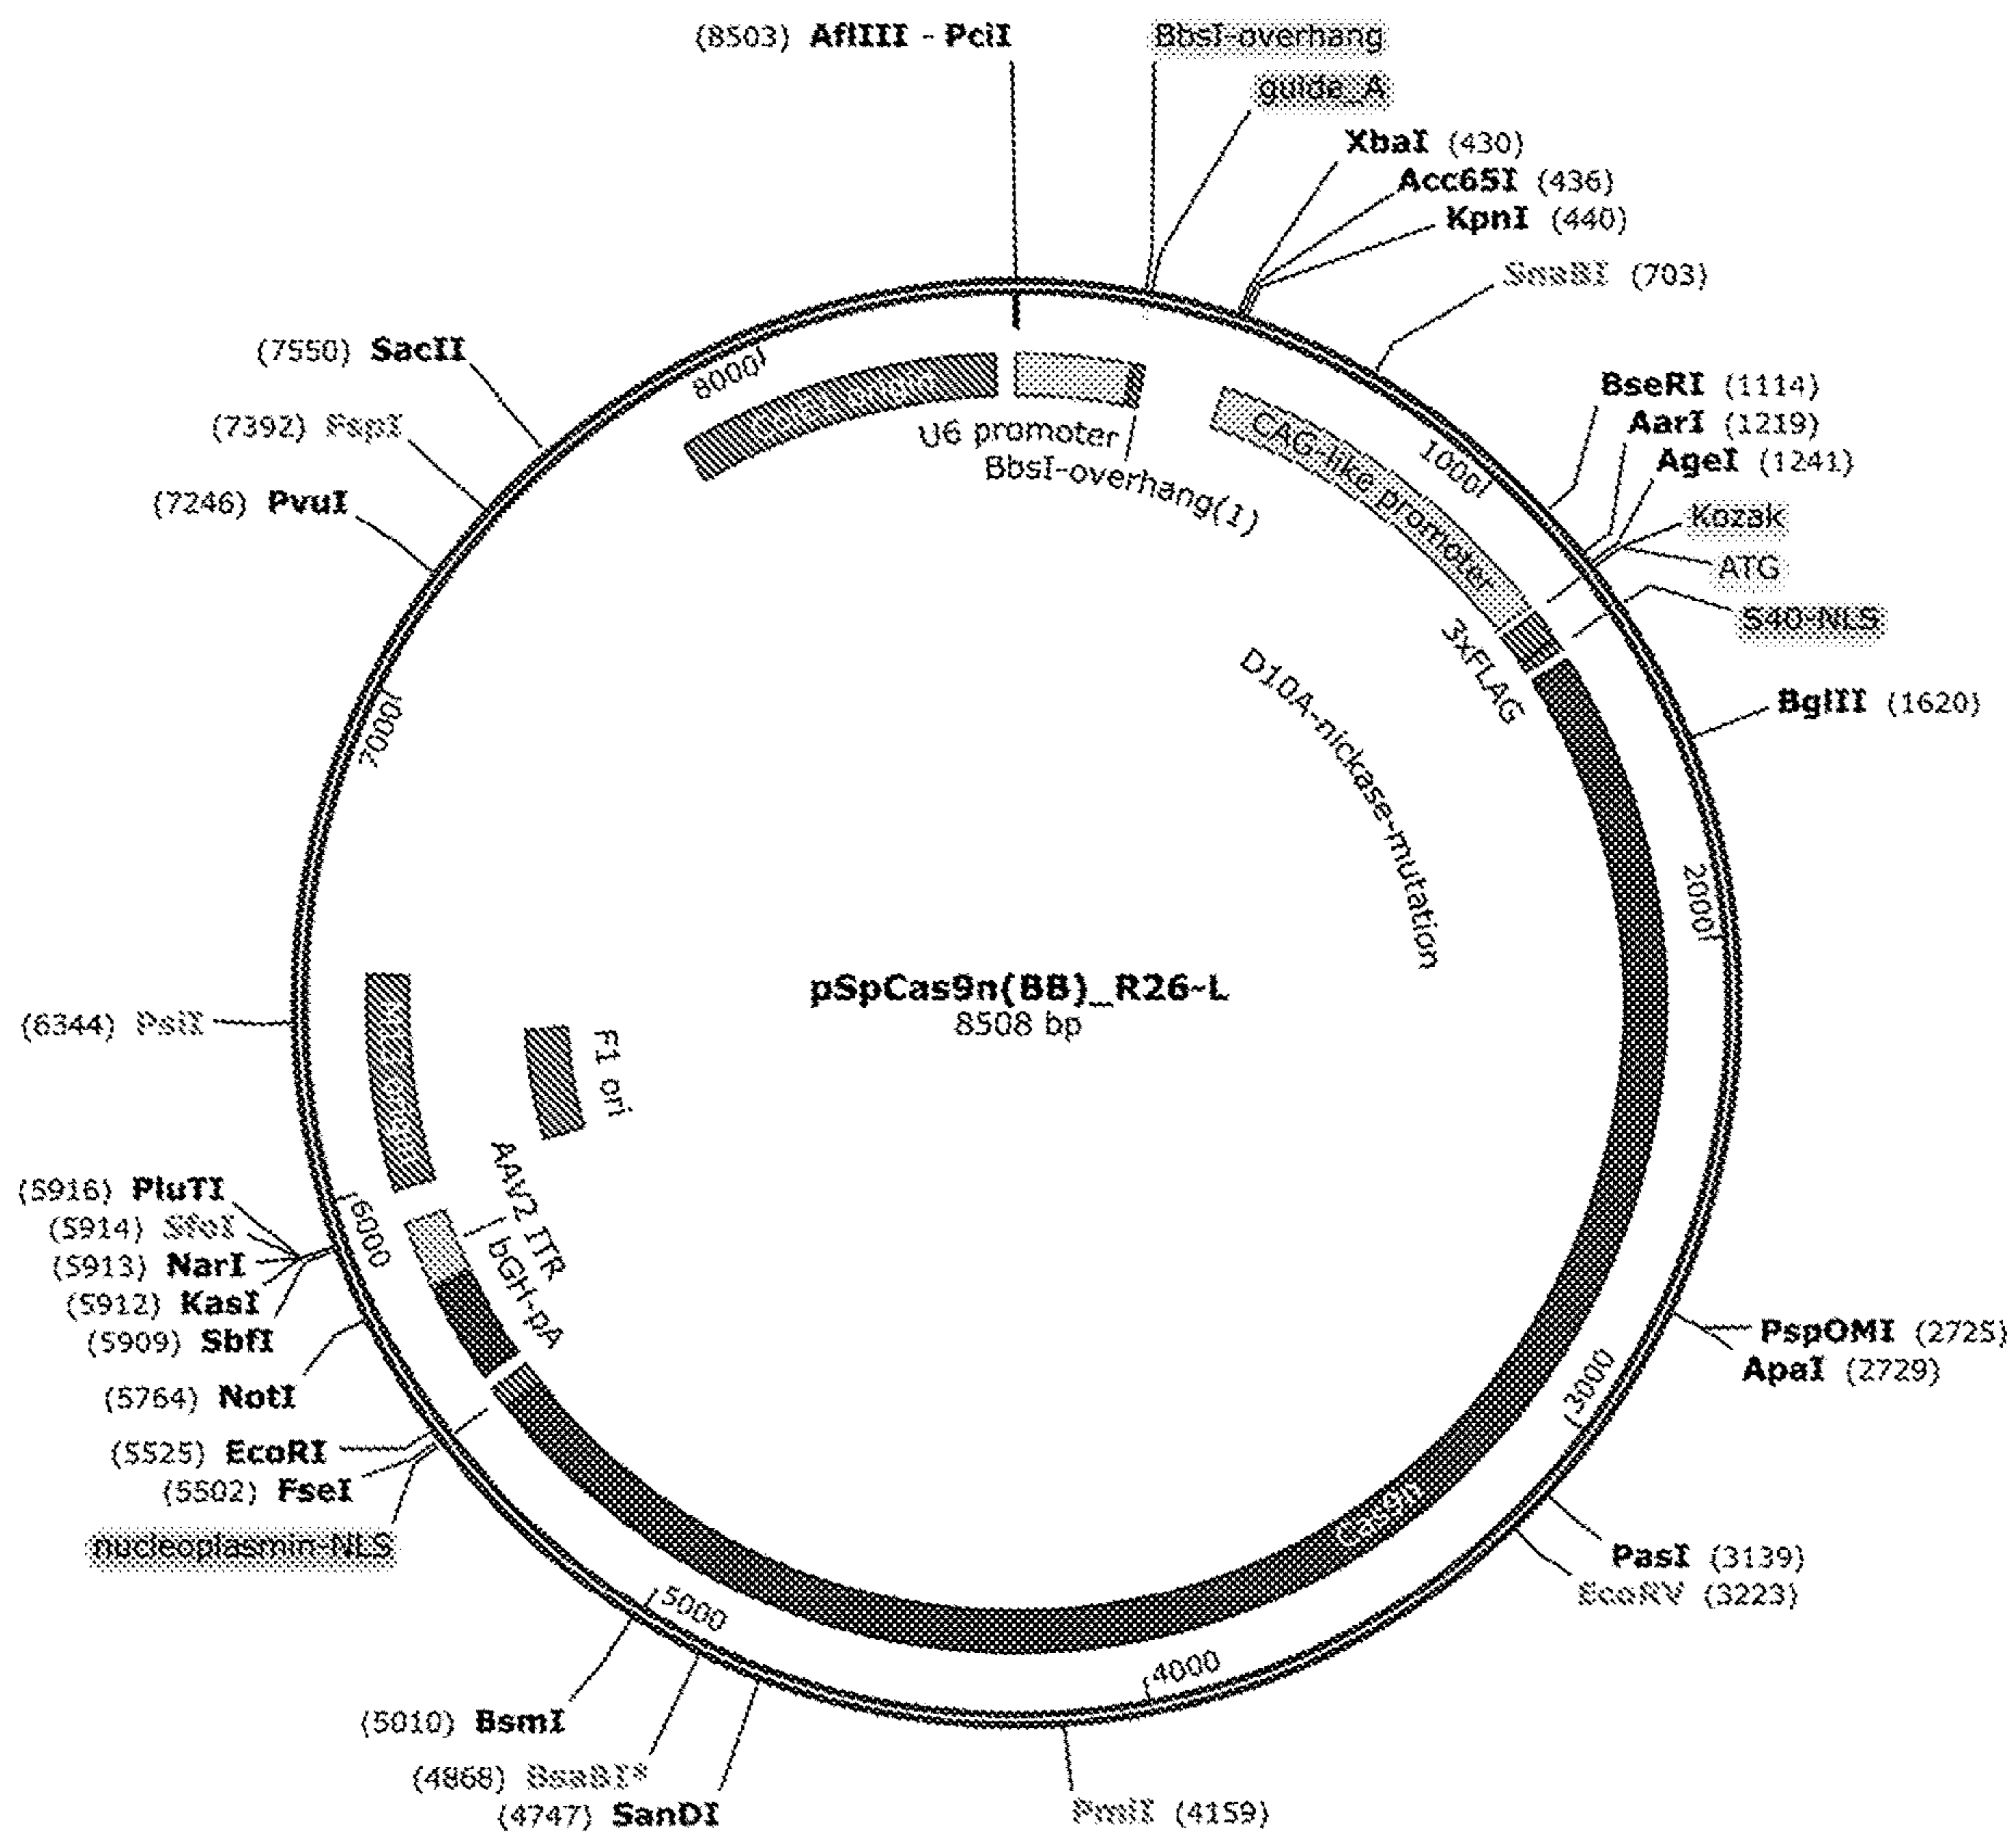 (8503) AflIII - PciI
BbsI-overhang
guide_A
XbaI (430)
Acc65I (436)
KpnI (440)
SnaBI (703)
BseRI (1114)
AarI (1219)
AgeI (1241)
Kozak
ATG
S40-NLS
BglII (1620)
PspOMI (2725)
ApaI (2729)
PasI (3139)
EcoRV (3223)
PmlI (4159)
(4747) SanDI
(4868) BsaBI*
(5010) BsmI
nucleoplasmin-NLS
(5502) FseI
(5525) EcoRI
(5764) NotI
(5909) SbfI
(5912) KasI
(5913) NarI
(5914) SfoI
(5916) PluTI
(6344) PsiI
(7246) PvuI
(7392) FspI
(7550) SacII
8000
1000
2000
3000
4000
5000
6000
7000
U6 promoter
BbsI-overhang(1)
CAG-like promoter
3xFLAG
D10A-nickase-mutation
Cas9n
bGH-pA
AAV2 ITR
F1 ori
pSpCas9n(BB)_R26~L
8508 bp